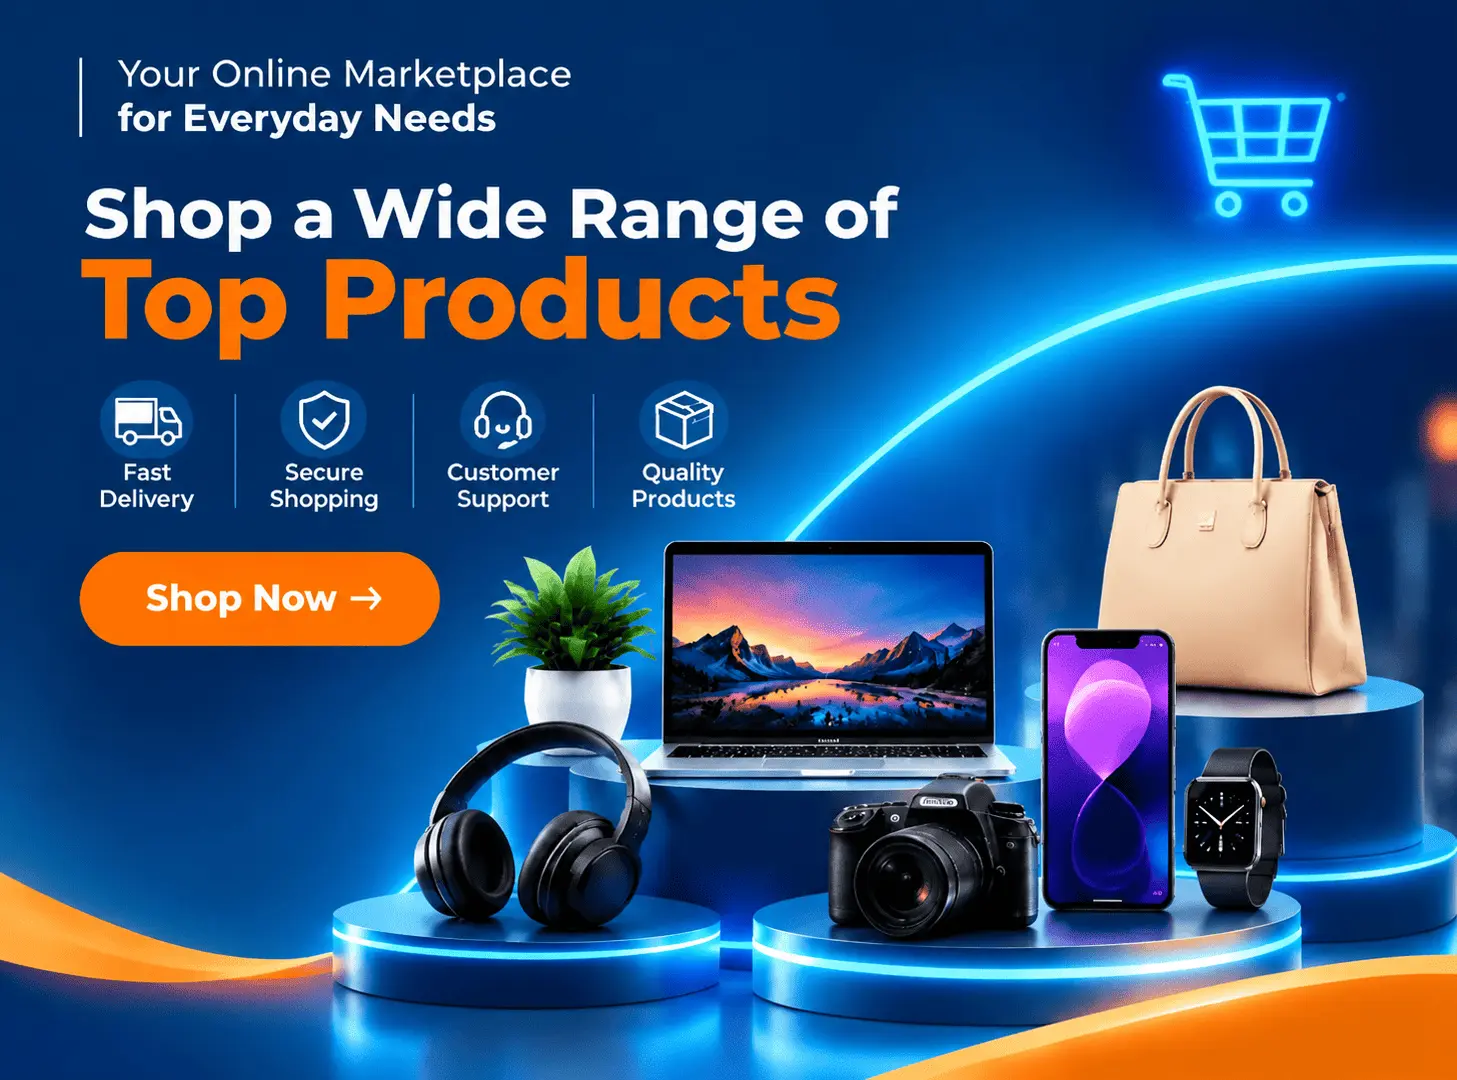 Your Online Marketplace
for Everyday Needs
Shop a Wide Range of
Top Products
Fast
Delivery
Secure
Shopping
Customer
Support
Quality
Products
Shop Now →